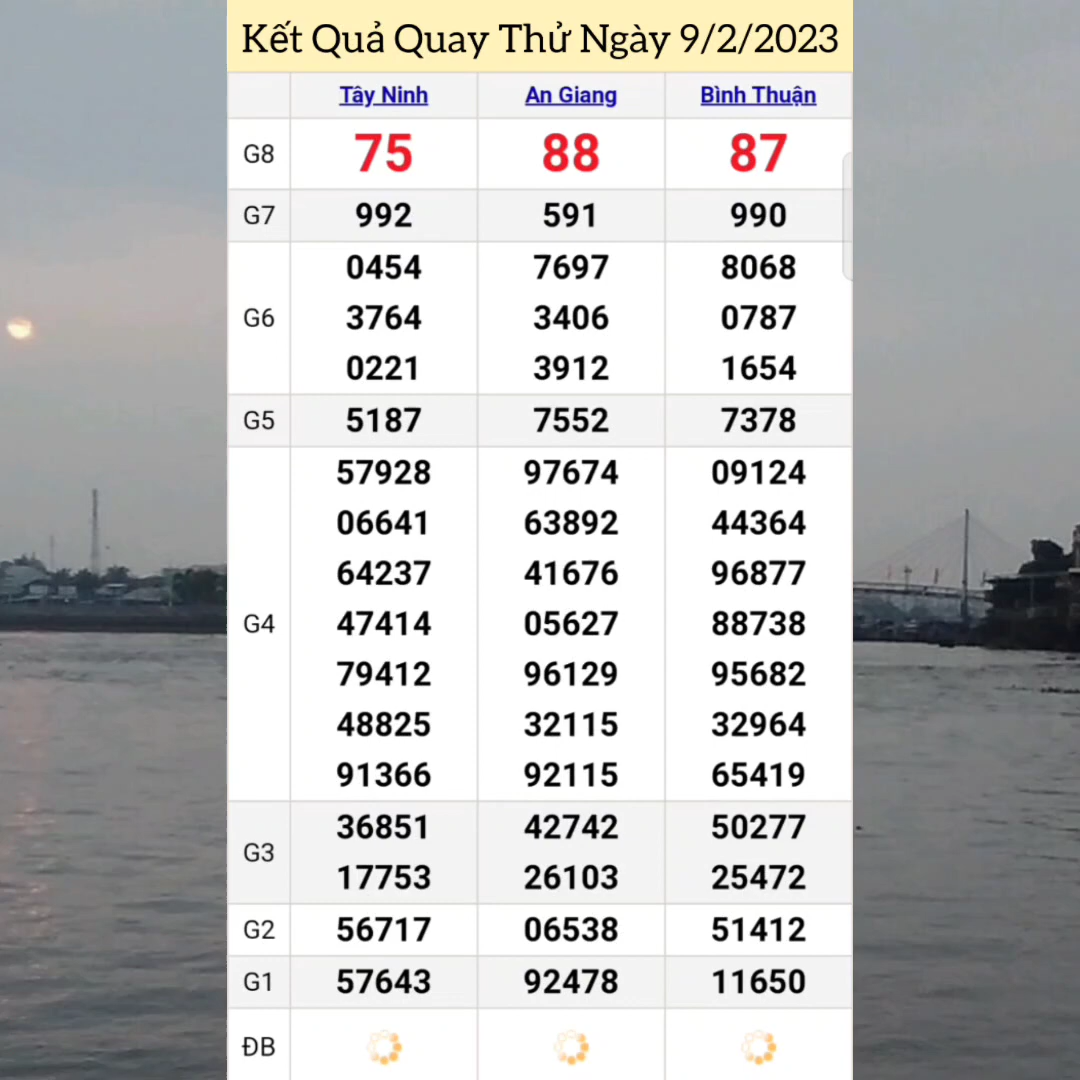 Kết Quả Quay Thử Ngày 9/2/2023
Tây Ninh An Giang Bình Thuận
G8 75 88 87
G7 992 591 990
0454 7697 8068
G6 3764 3406 0787
0221 3912 1654
G5 5187 7552 7378
57928 97674 09124
06641 63892 44364
64237 41676 96877
G4 47414 05627 88738
79412 96129 95682
48825 32115 32964
91366 92115 65419
G3
36851 42742 50277
17753 26103 25472
G2 56717 06538 51412
G1 57643 92478 11650
ĐB